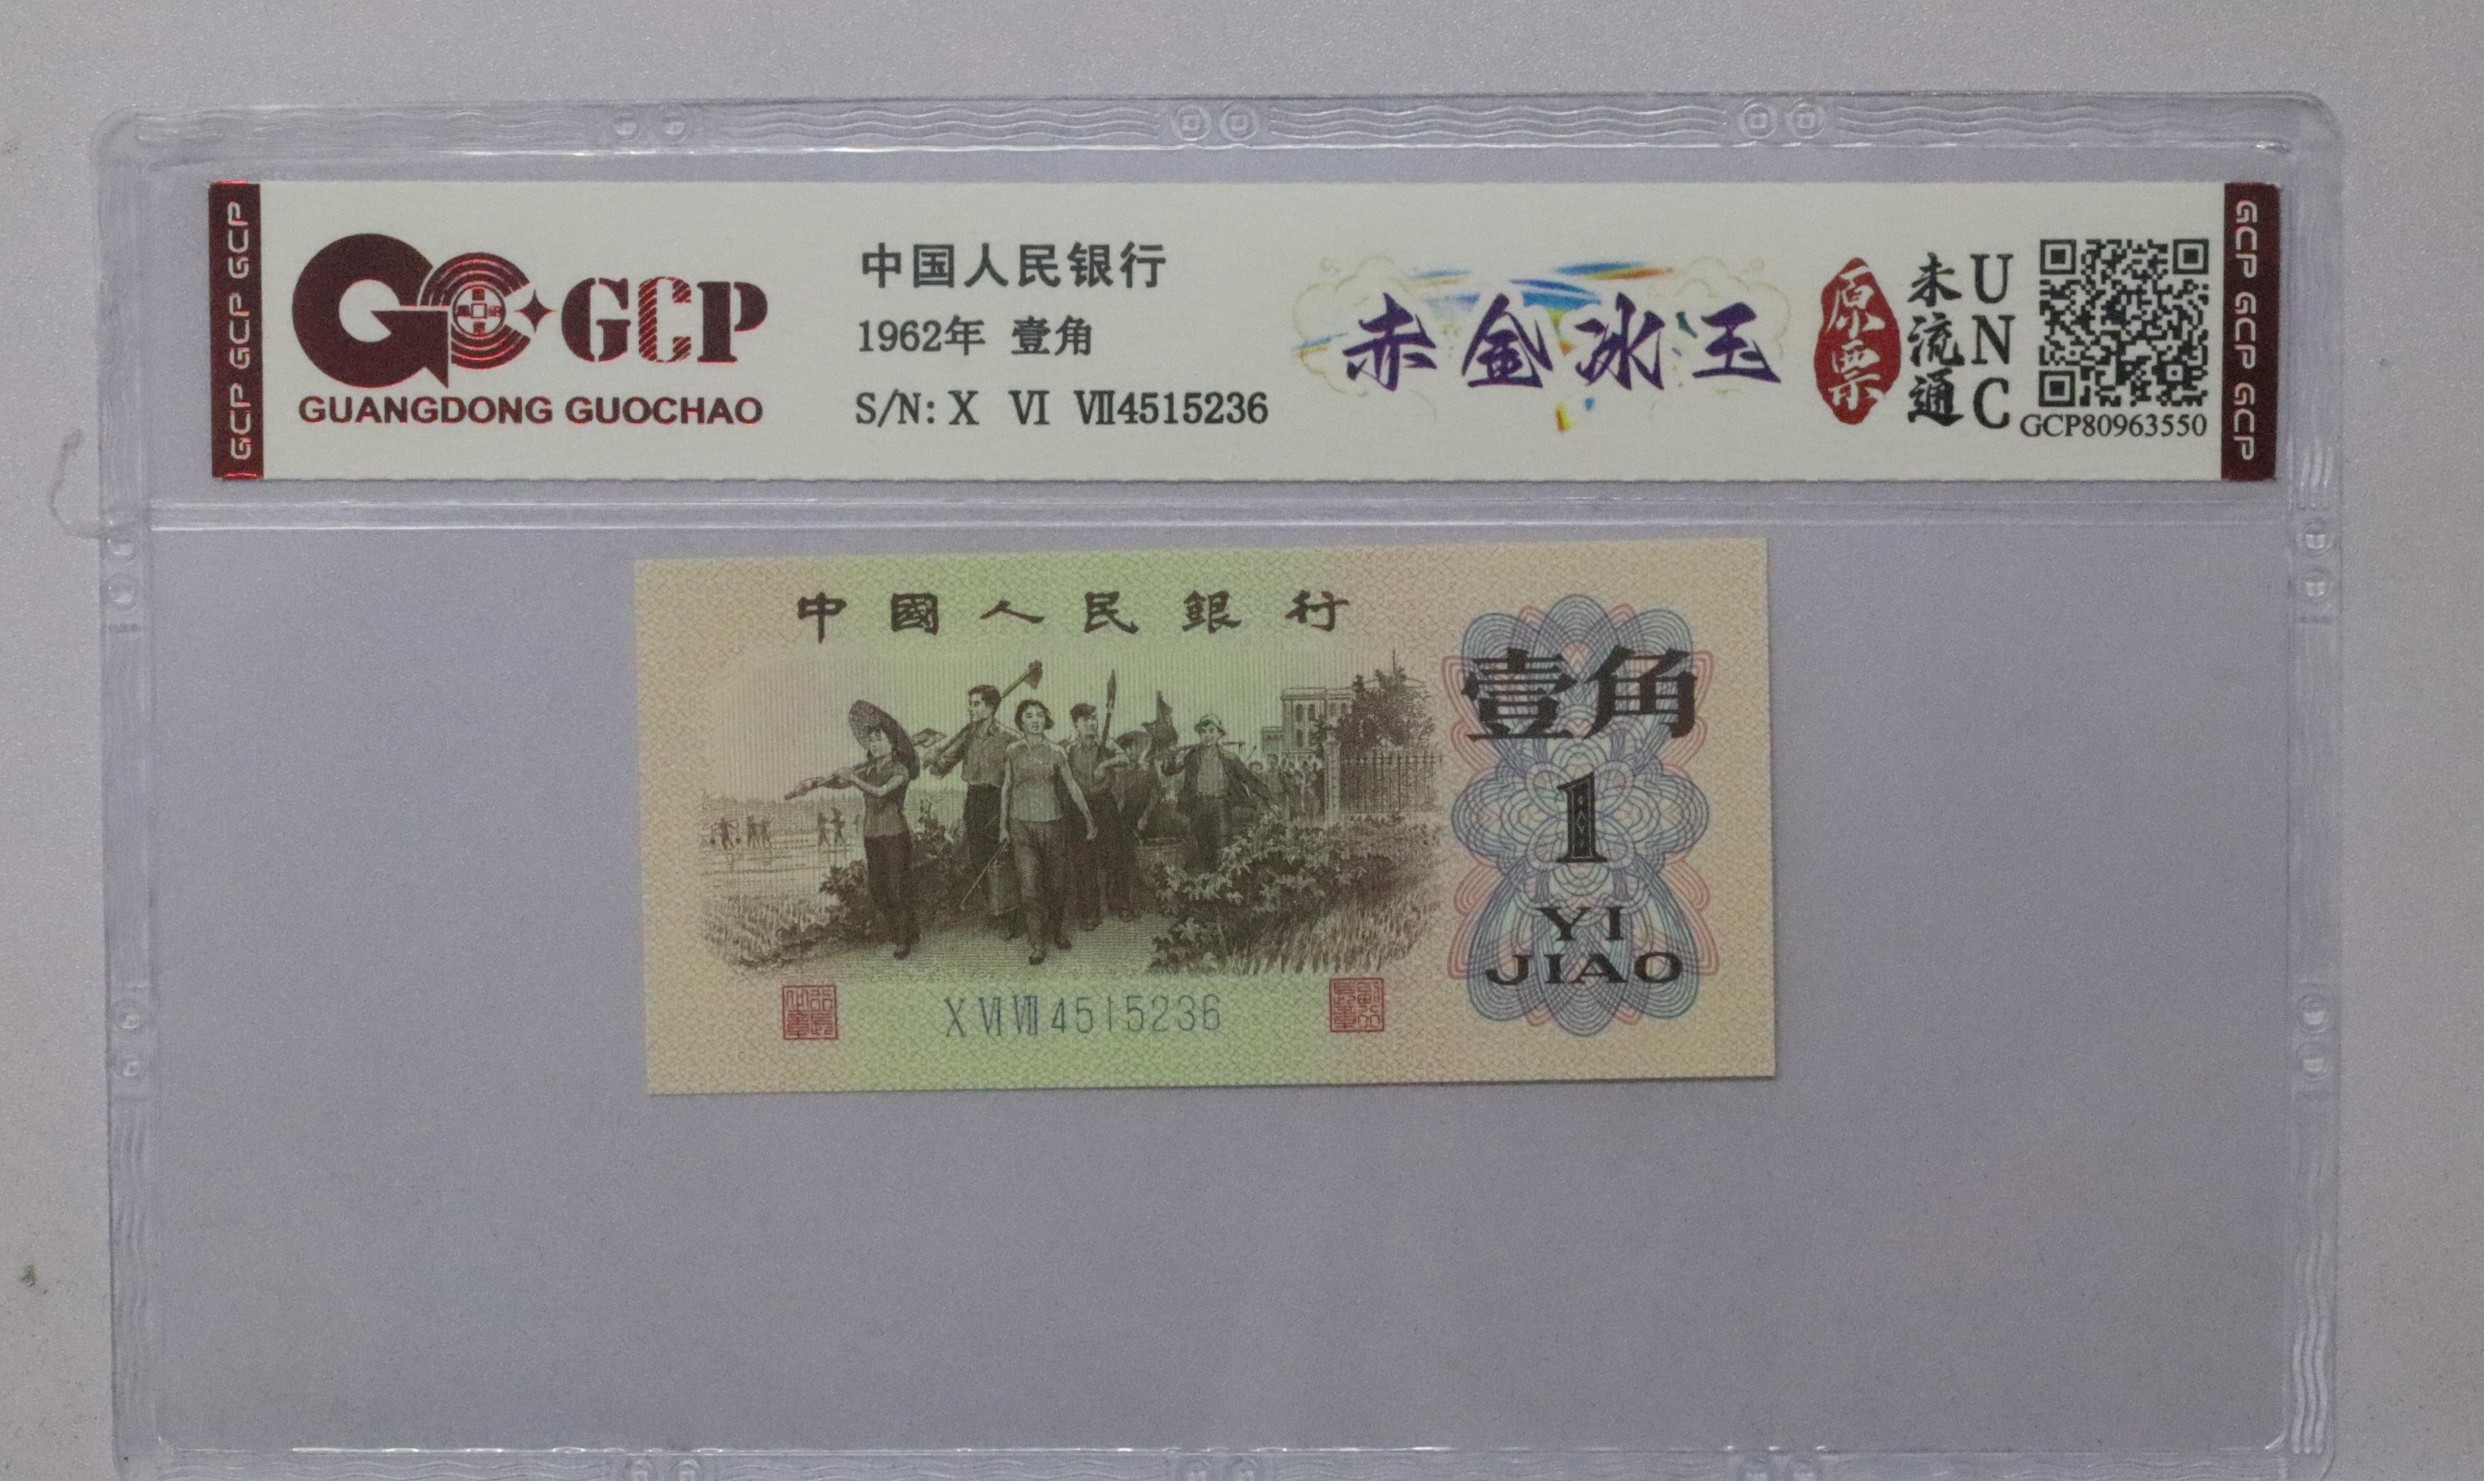 GCP GCP GCP
GCP
GUANGDONG GUOCHAO
中国人民银行
1962年 壹角
S/N: X Ⅵ Ⅶ4515236
赤金冰玉
原票
未流通
UNC
GCP80963550
GCP GCP GCP
中國人民銀行
壹角
1
YI
JIAO
X Ⅵ Ⅶ 4515236